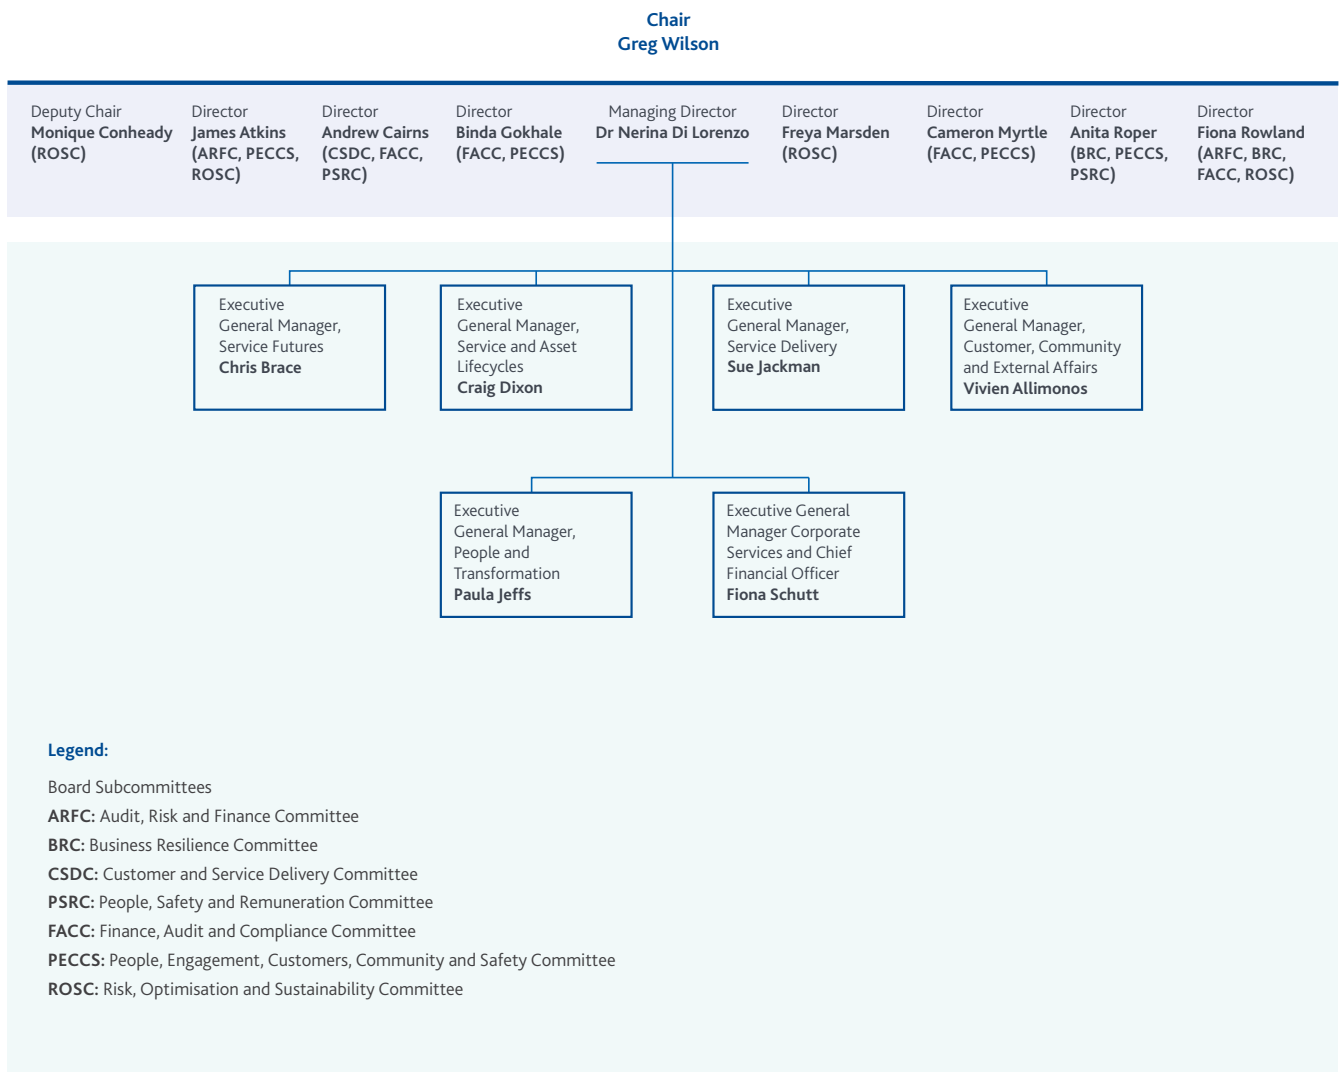 Chair
Greg Wilson
Deputy Chair
Monique Conheady
(ROSC)
Director
James Atkins
(ARFC, PECCS,
ROSC)
Director
Andrew Cairns
(CSDC, FACC,
PSRC)
Director
Binda Gokhale
(FACC, PECCS)
Managing Director
Dr Nerina Di Lorenzo
Director
Freya Marsden
(ROSC)
Director
Cameron Myrtle
(FACC, PECCS)
Director
Anita Roper
(BRC, PECCS,
PSRC)
Director
Fiona Rowland
(ARFC, BRC,
FACC, ROSC)
Executive
General Manager,
Service Futures
Chris Brace
Executive
General Manager,
Service and Asset
Lifecycles
Craig Dixon
Executive
General Manager,
Service Delivery
Sue Jackman
Executive
General Manager,
Customer, Community
and External Affairs
Vivien Allimonos
Executive
General Manager,
People and
Transformation
Paula Jeffs
Executive General
Manager Corporate
Services and Chief
Financial Officer
Fiona Schutt
Legend:
Board Subcommittees
ARFC: Audit, Risk and Finance Committee
BRC: Business Resilience Committee
CSDC: Customer and Service Delivery Committee
PSRC: People, Safety and Remuneration Committee
FACC: Finance, Audit and Compliance Committee
PECCS: People, Engagement, Customers, Community and Safety Committee
ROSC: Risk, Optimisation and Sustainability Committee